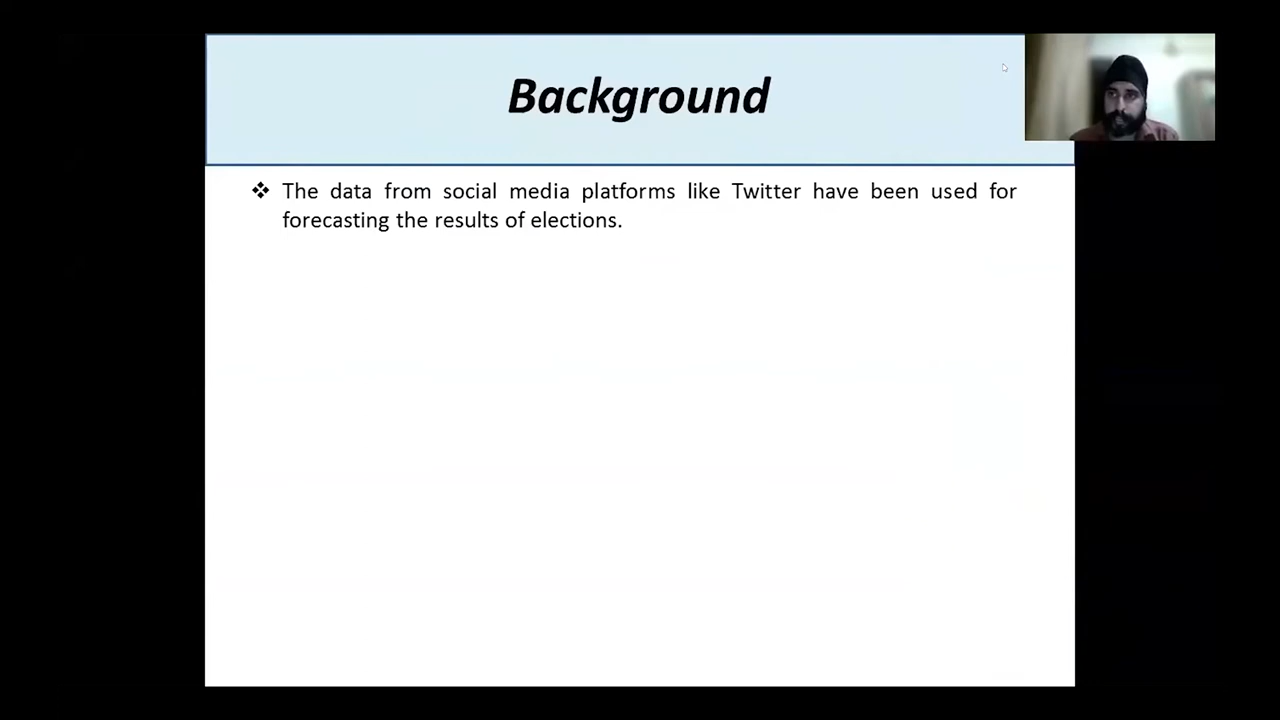 Background
❖ The data from social media platforms like Twitter have been used for
forecasting the results of elections.